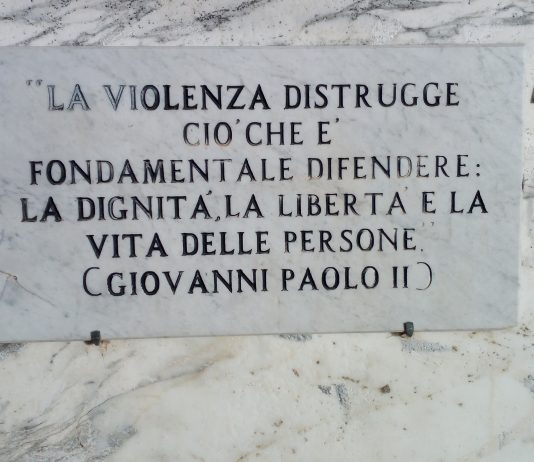 "LA VIOLENZA DISTRUGGE
CIO' CHE E'
FONDAMENTALE DIFENDERE:
LA DIGNITA', LA LIBERTA' E LA
VITA DELLE PERSONE."
(GIOVANNI PAOLO II)